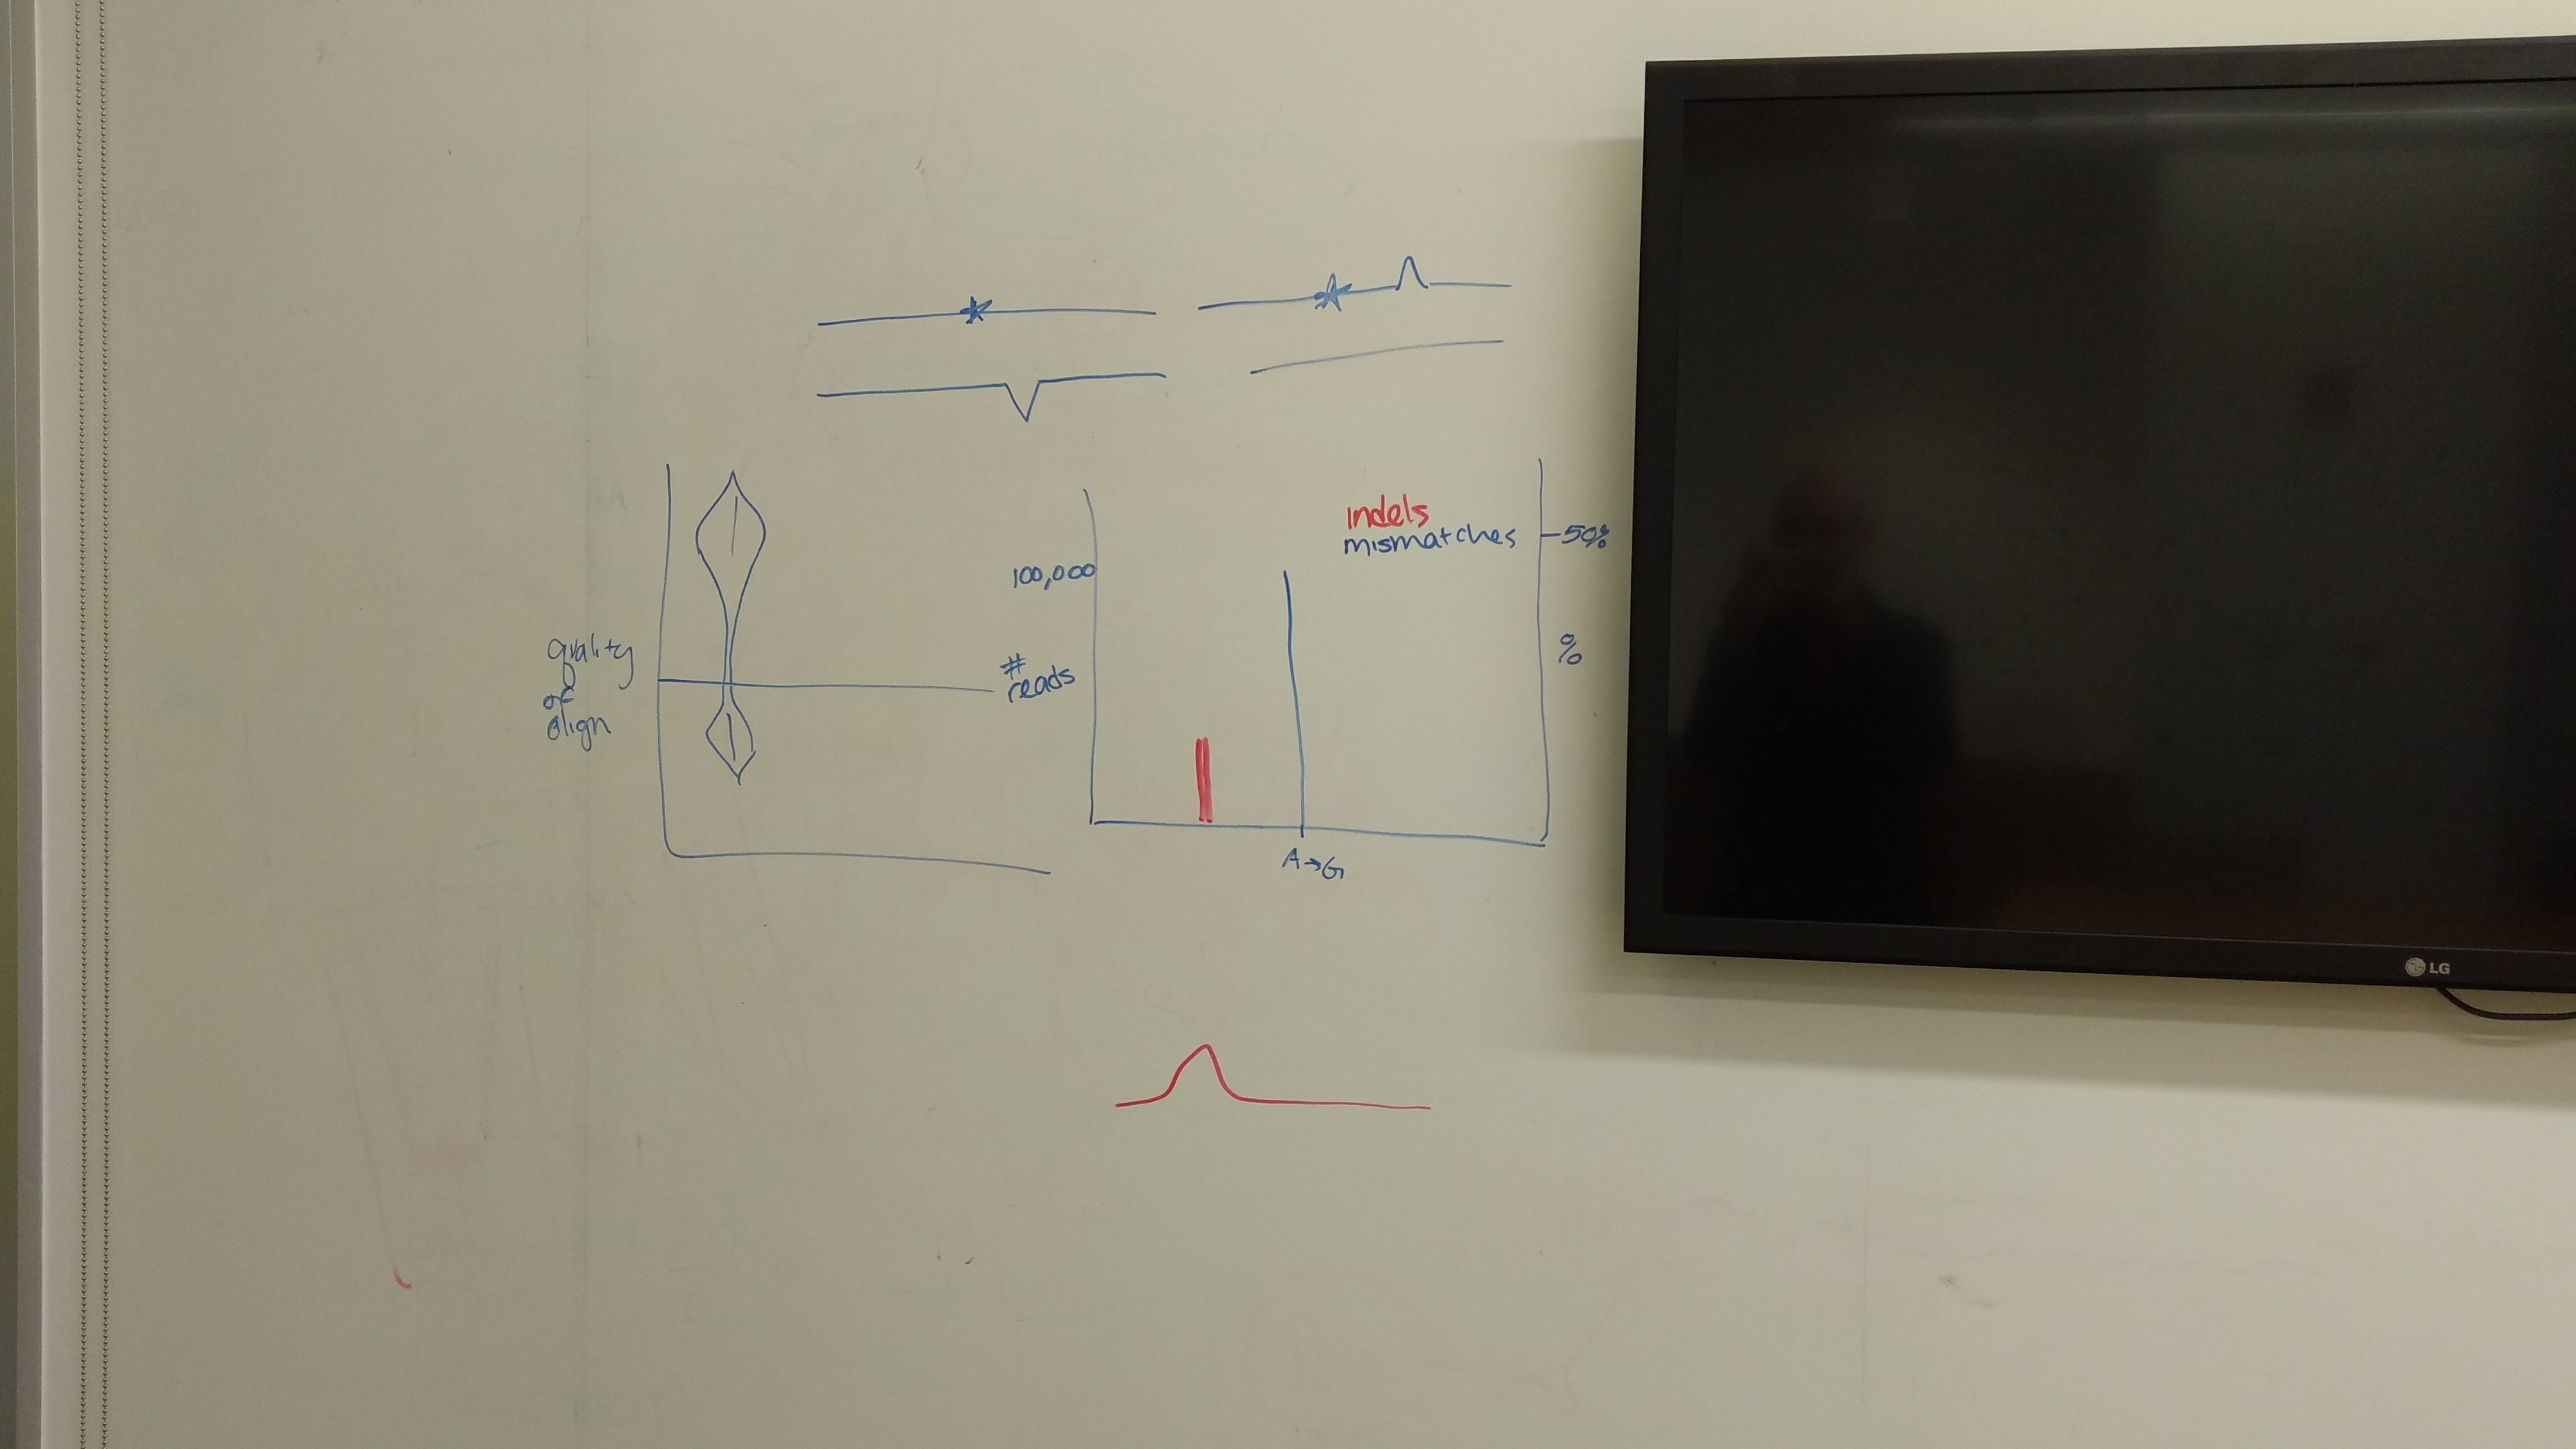 Indels
mismatches
50%
100,000
%
quality
of
align
#
reads
A→G
LG